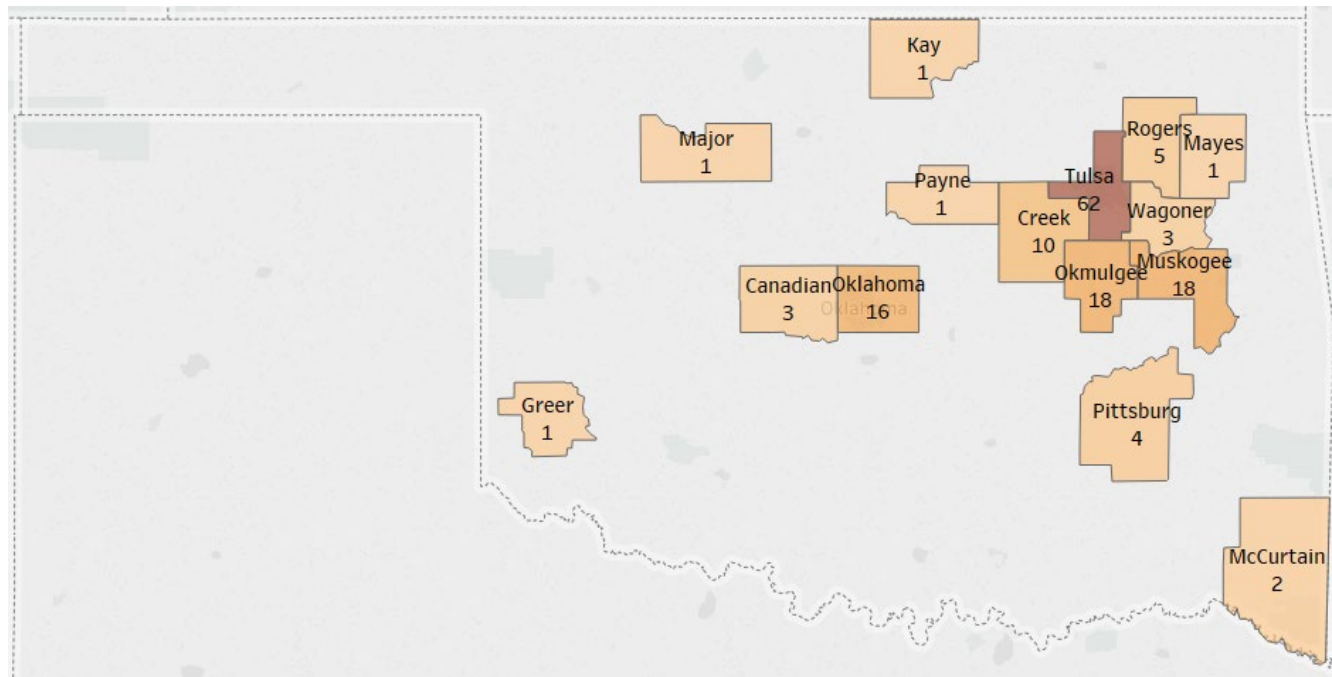 Kay
1
Major
1
Rogers
5
Mayes
1
Tulsa
62
Payne
1
Creek
10
Wagoner
3
Okmulgee
18
Muskogee
18
Canadian
3
Oklahoma
16
Oklahoma
Greer
1
Pittsburg
4
McCurtain
2